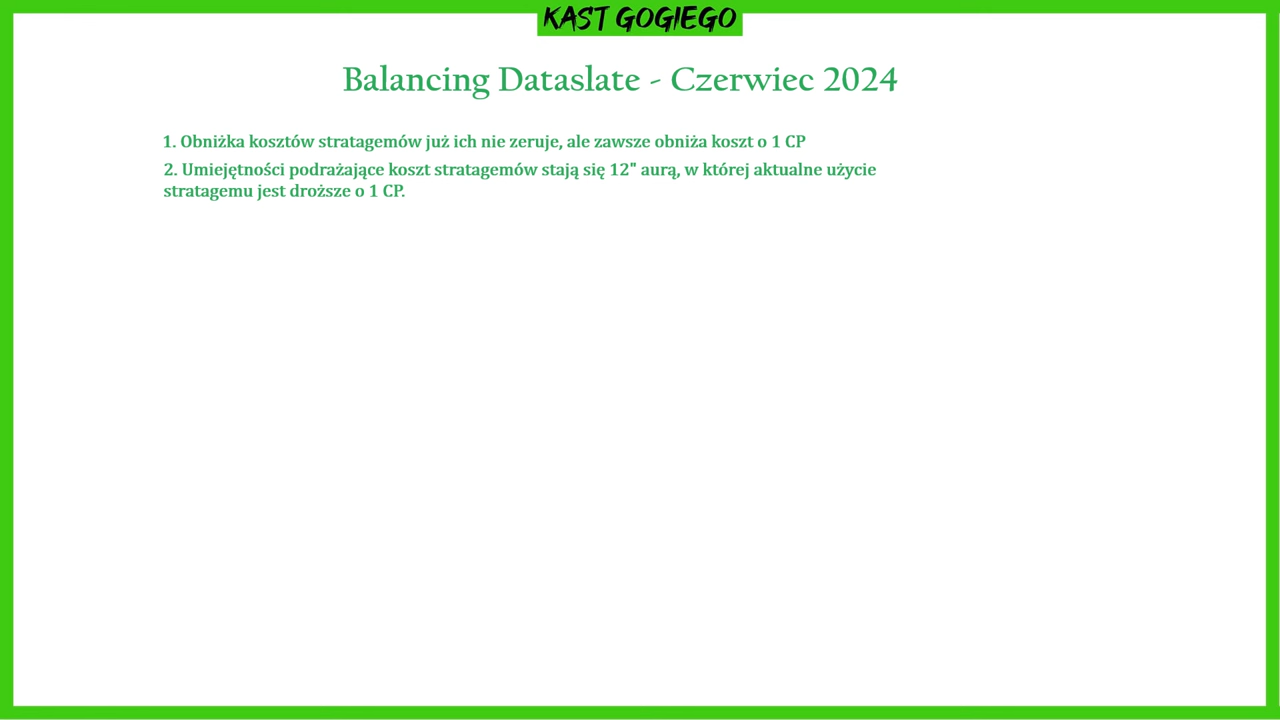 KAST GOGIEGO
Balancing Dataslate - Czerwiec 2024
1. Obniżka kosztów stratagemów już ich nie zeruje, ale zawsze obniża koszt o 1 CP
2. Umiejętności podrażające koszt stratagemów stają się 12" aurą, w której aktualne użycie
stratagemu jest droższe o 1 CP.